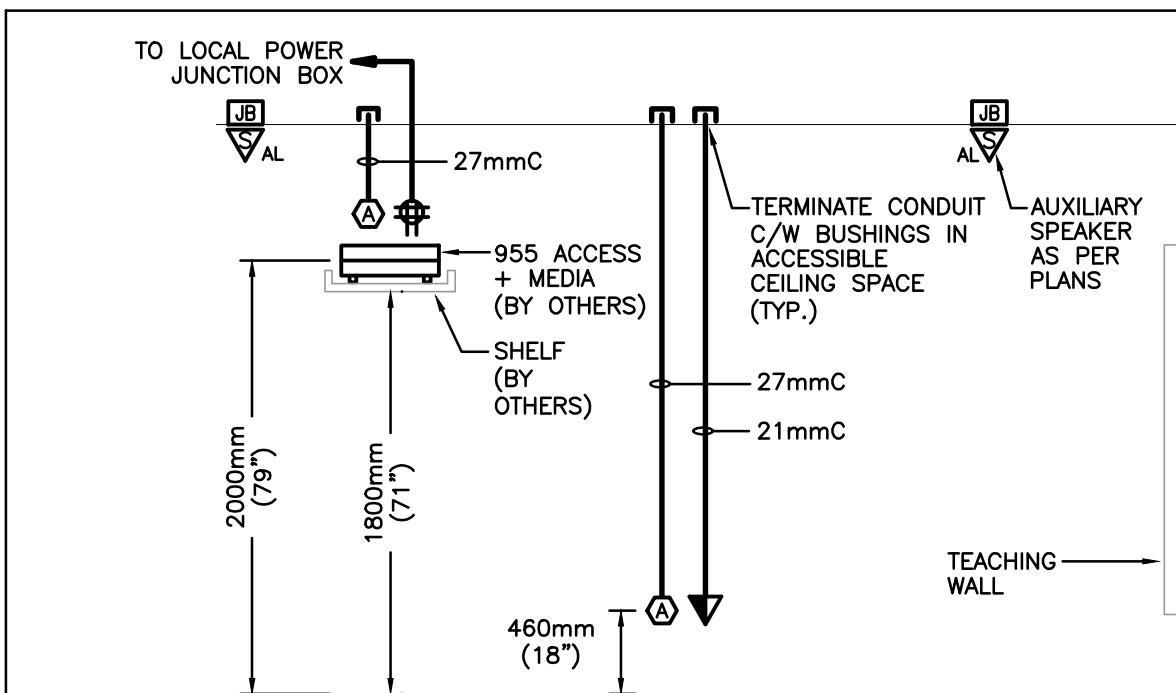 TO LOCAL POWER
JUNCTION BOX
JB
S
AL
27mmC
A
955 ACCESS
+ MEDIA
(BY OTHERS)
SHELF
(BY
OTHERS)
2000mm
(79")
1800mm
(71")
TERMINATE CONDUIT
C/W BUSHINGS IN
ACCESSIBLE
CEILING SPACE
(TYP.)
JB
S
AL
AUXILIARY
SPEAKER
AS PER
PLANS
27mmC
21mmC
A
460mm
(18")
TEACHING
WALL